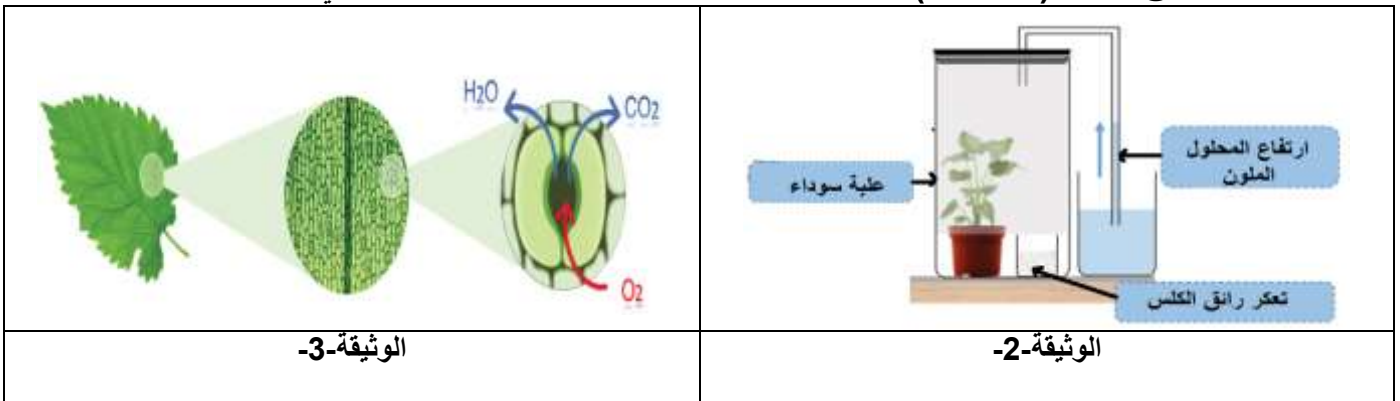 H2O
CO2
O2
ارتفاع المحلول
الملون
علبة سوداء
تعكر رائق الكلس
الوثيقة-2-
الوثيقة-3-